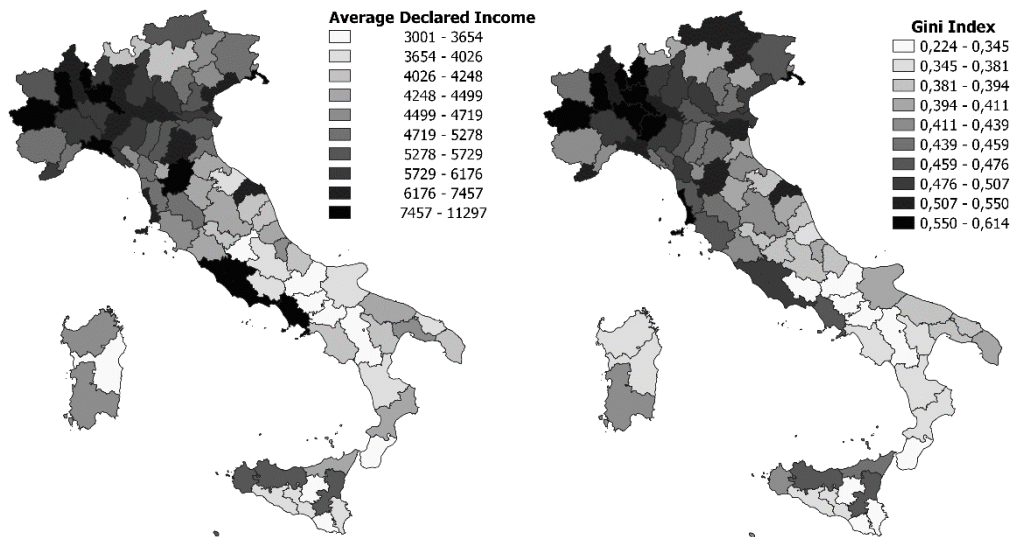 Average Declared Income
3001 - 3654
3654 - 4026
4026 - 4248
4248 - 4499
4499 - 4719
4719 - 5278
5278 - 5729
5729 - 6176
6176 - 7457
7457 - 11297
Gini Index
0,224 - 0,345
0,345 - 0,381
0,381 - 0,394
0,394 - 0,411
0,411 - 0,439
0,439 - 0,459
0,459 - 0,476
0,476 - 0,507
0,507 - 0,550
0,550 - 0,614